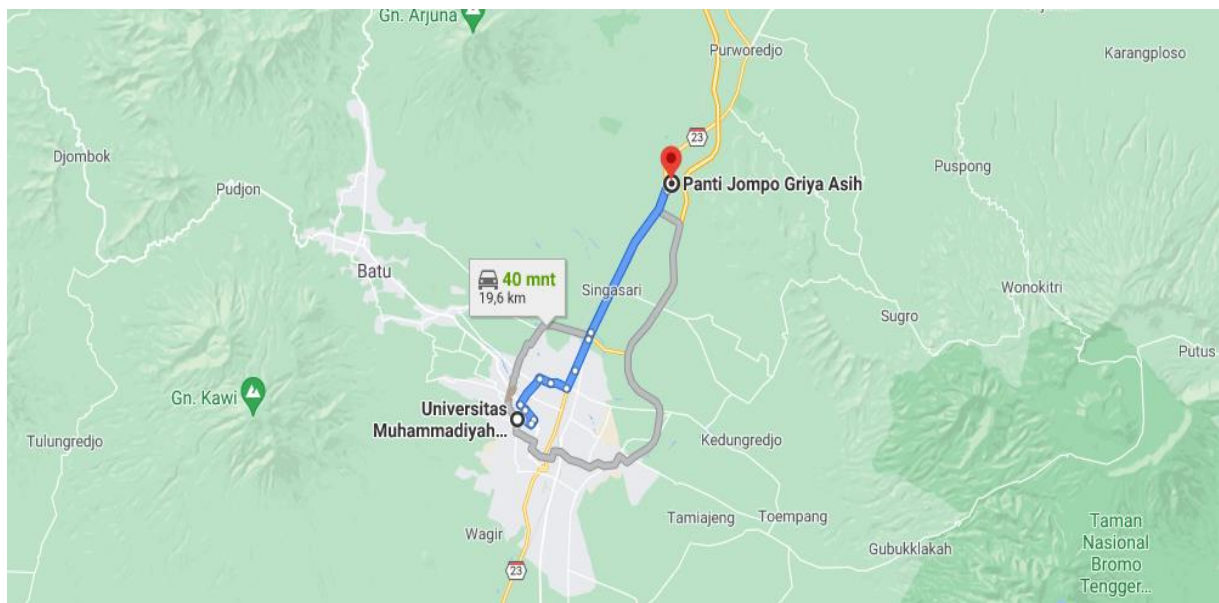 Gn. Arjuna
Purworedjo
Karangploso
23
Djombok
Puspong
Pudjon
Panti Jompo Griya Asih
Batu
40 mnt
19,6 km
Singasari
Wonokitri
Sugro
Putus
Gn. Kawi
Universitas
Muhammadiyah...
Tulungredjo
Kedungredjo
Tamiajeng
Toempang
Wagir
Gubukklakah
Taman
Nasional
Bromo
Tengger...
23